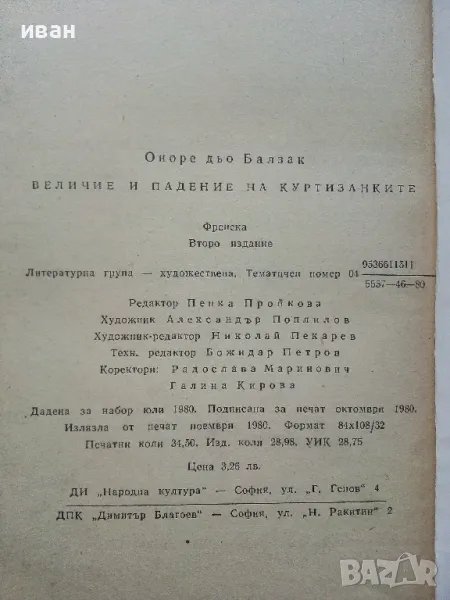 иван
Оноре дьо Балзак
ВЕЛИЧИЕ И ПАДЕНИЕ НА КУРТИЗАНКИТЕ
Френска
Второ издание
Литературна група — художествена. Тематичен номер 04 9536611311
5557—46—80
Редактор Пенка Пройкова
Художник Александър Поплилов
Художник-редактор Николай Пекарев
Техн. редактор Божидар Петров
Коректори: Радослава Маринович
Галина Кирова
Дадена за набор юли 1980. Подписана за печат октомври 1980.
Излязла от печат ноември 1980. Формат 84х108/32
Печатни коли 34,50. Изд. коли 28,98. УИК 28,75
Цена 3,26 лв.
ДИ „Народна култура" — София, ул. „Г. Генов" 4
ДПК „Димитър Благоев" — София, ул. „Н. Ракитин" 2
BAZAR
bg